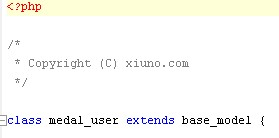 <?php
/*
* Copyright (C) xiuno.com
*/
class medal_user extends base_model {